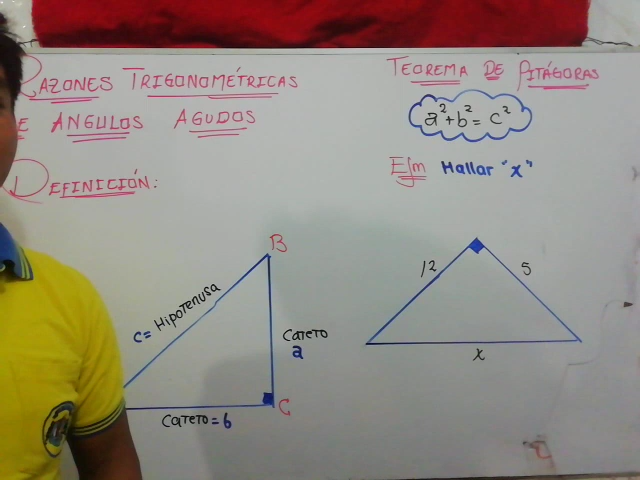 RAZONES TRIGONOMÉTRICAS
E ANGULOS AGUDOS
DEFINICIÓN:
B
c= HIPOTENUSA
CATETO
a
C
CATETO = b
TEOREMA DE PITÁGORAS
a²+b²= c²
Ejm Hallar "x"
12
5
x